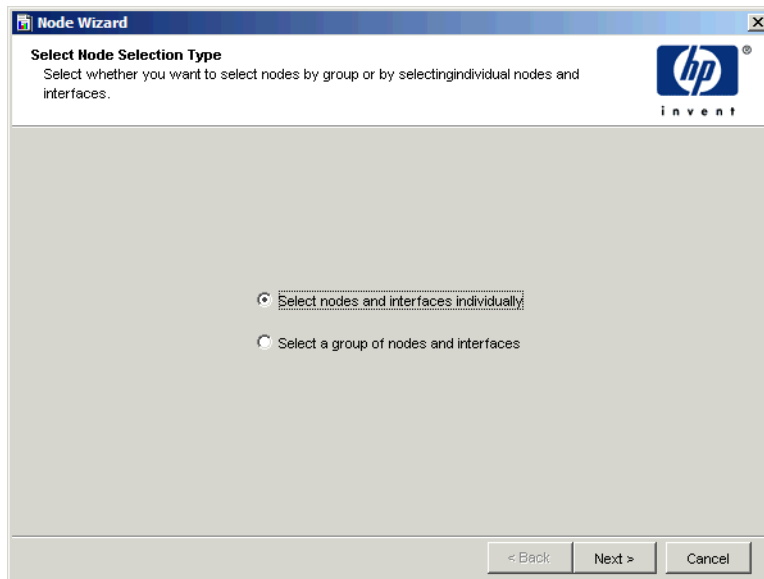 Node Wizard
Select Node Selection Type
Select whether you want to select nodes by group or by selectingindividual nodes and
interfaces.
hp ®
i n v e n t
Select nodes and interfaces individually
Select a group of nodes and interfaces
< Back Next > Cancel